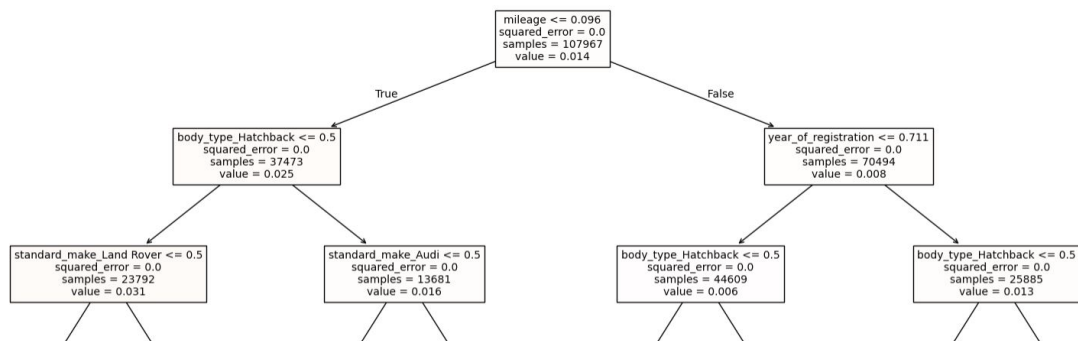 mileage <= 0.096
squared_error = 0.0
samples = 107967
value = 0.014
True
False
body_type_Hatchback <= 0.5
squared_error = 0.0
samples = 37473
value = 0.025
year_of_registration <= 0.711
squared_error = 0.0
samples = 70494
value = 0.008
standard_make_Land Rover <= 0.5
squared_error = 0.0
samples = 23792
value = 0.031
standard_make_Audi <= 0.5
squared_error = 0.0
samples = 13681
value = 0.016
body_type_Hatchback <= 0.5
squared_error = 0.0
samples = 44609
value = 0.006
body_type_Hatchback <= 0.5
squared_error = 0.0
samples = 25885
value = 0.013